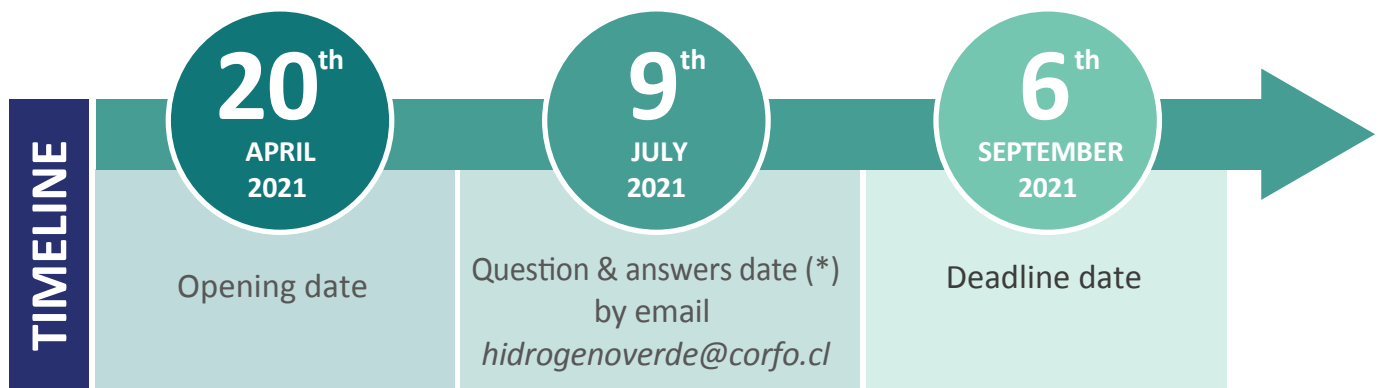 TIMELINE
20th
APRIL
2021
Opening date
9th
JULY
2021
Question & answers date (*)
by email
hidrogenoverde@corfo.cl
6th
SEPTEMBER
2021
Deadline date